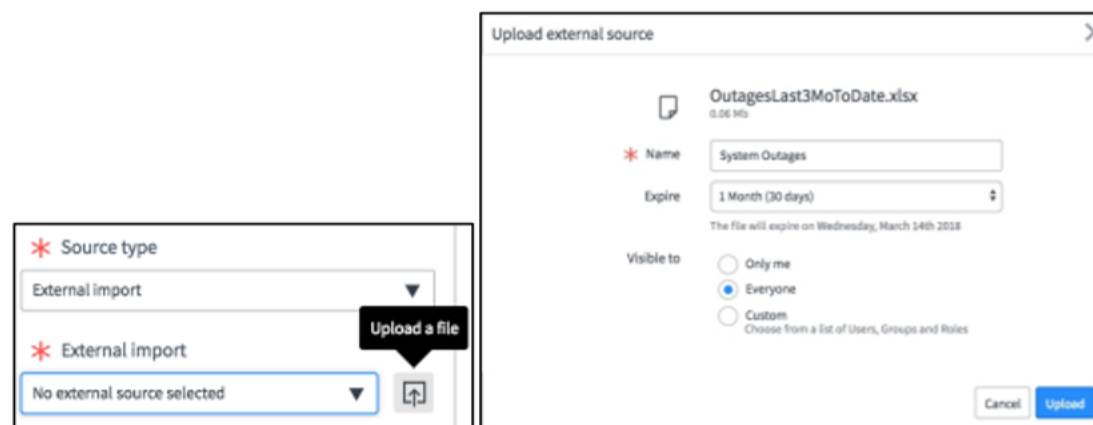 * Source type
External import
Upload a file
* External import
No external source selected
Upload external source
OutagesLast3MoToDate.xlsx
0.06 Mb
* Name System Outages
Expire 1 Month (30 days)
The file will expire on Wednesday, March 14th 2018
Visible to Only me
Everyone
Custom
Choose from a list of Users, Groups and Roles
Cancel Upload